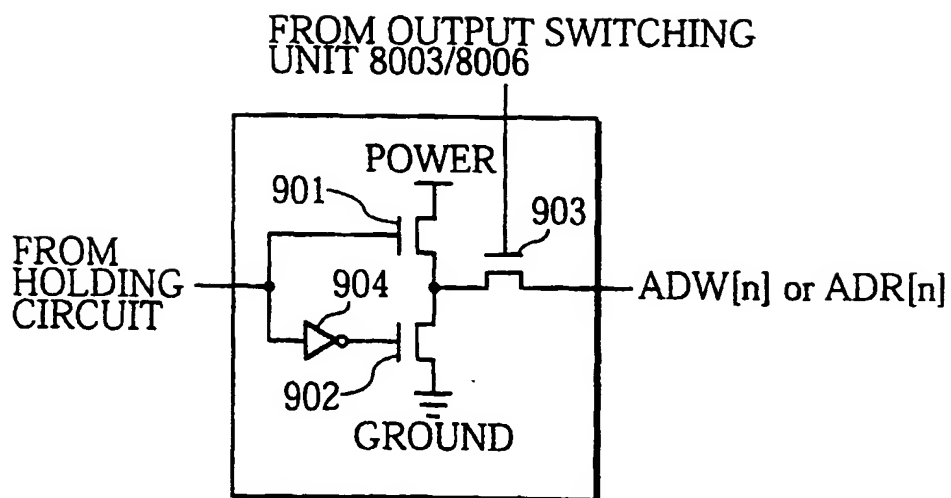 FROM OUTPUT SWITCHING
UNIT 8003/8006
POWER
901
903
FROM
HOLDING
CIRCUIT
904
ADW[n] or ADR[n]
902
GROUND